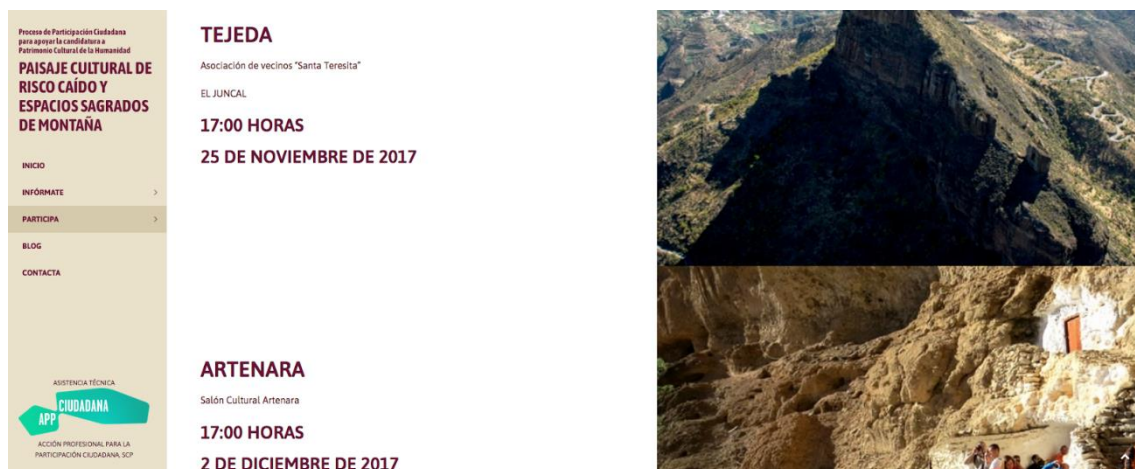 Proceso de Participación Ciudadana
para apoyar la candidatura a
Patrimonio Cultural de la Humanidad
PAISAJE CULTURAL DE
RISCO CAÍDO Y
ESPACIOS SAGRADOS
DE MONTAÑA
INICIO
INFÓRMATE
PARTICIPA
BLOG
CONTACTA
ASISTENCIA TÉCNICA
APP CIUDADANA
ACCIÓN PROFESIONAL PARA LA
PARTICIPACIÓN CIUDADANA, SCP
TEJEDA
Asociación de vecinos "Santa Teresita"
EL JUNCAL
17:00 HORAS
25 DE NOVIEMBRE DE 2017
ARTENARA
Salón Cultural Artenara
17:00 HORAS
2 DE DICIEMBRE DE 2017